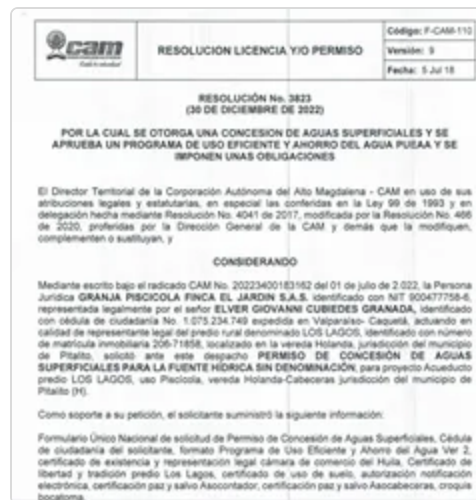 cam
RESOLUCION LICENCIA Y/O PERMISO
Código: F-CAM-110
Versión: 9
Fecha: 5 Jul 18
RESOLUCIÓN No. 3823
(30 DE DICIEMBRE DE 2022)
POR LA CUAL SE OTORGA UNA CONCESION DE AGUAS SUPERFICIALES Y SE
APRUEBA UN PROGRAMA DE USO EFICIENTE Y AHORRO DEL AGUA PUEAA Y SE
IMPONEN UNAS OBLIGACIONES
El Director Territorial de la Corporación Autónoma del Alto Magdalena - CAM en uso de sus
atribuciones legales y estatutarias, en especial las conferidas en la Ley 99 de 1993 y en
delegación hecha mediante Resolución No. 4041 de 2017, modificada por la Resolución No. 466
de 2020, proferidas por la Dirección General de la CAM y demás que la modifiquen,
complementen o sustituyan, y
CONSIDERANDO
Mediante escrito bajo el radicado CAM No. 20223400183162 del 01 de julio de 2.022, la Persona
Jurídica GRANJA PISCICOLA FINCA EL JARDIN S.A.S. identificado con NIT 900477758-6
representada legalmente por el señor ELVER GIOVANNI CUBIEDES GRANADA, identificado
con cédula de ciudadanía No. 1.075.234.749 expedida en Valparaíso- Caquetá, actuando en
calidad de representante legal del predio rural denominado LOS LAGOS, identificado con número
de matrícula inmobiliaria 206-71858, localizado en la vereda Holanda, jurisdicción del municipio
de Pitalito, solicitó ante este despacho PERMISO DE CONCESIÓN DE AGUAS
SUPERFICIALES PARA LA FUENTE HÍDRICA SIN DENOMINACIÓN, para proyecto Acueducto
predio LOS LAGOS, uso Piscícola, vereda Holanda-Cabeceras jurisdicción del municipio de
Pitalito (H).
Como soporte a su petición, el solicitante suministró la siguiente información:
Formulario Único Nacional de solicitud de Permiso de Concesión de Aguas Superficiales, Cédula
de ciudadanía del solicitante, formato Programa de Uso Eficiente y Ahorro del Agua Ver 2,
certificado de existencia y representación legal cámara de comercio del Huila, Certificado de
libertad y tradición predio Los Lagos, certificado de uso de suelo, autorización notificación
electrónica, certificación paz y salvo Asocontador, certificación paz y salvo Asocabeceras, croquis
bocatoma.